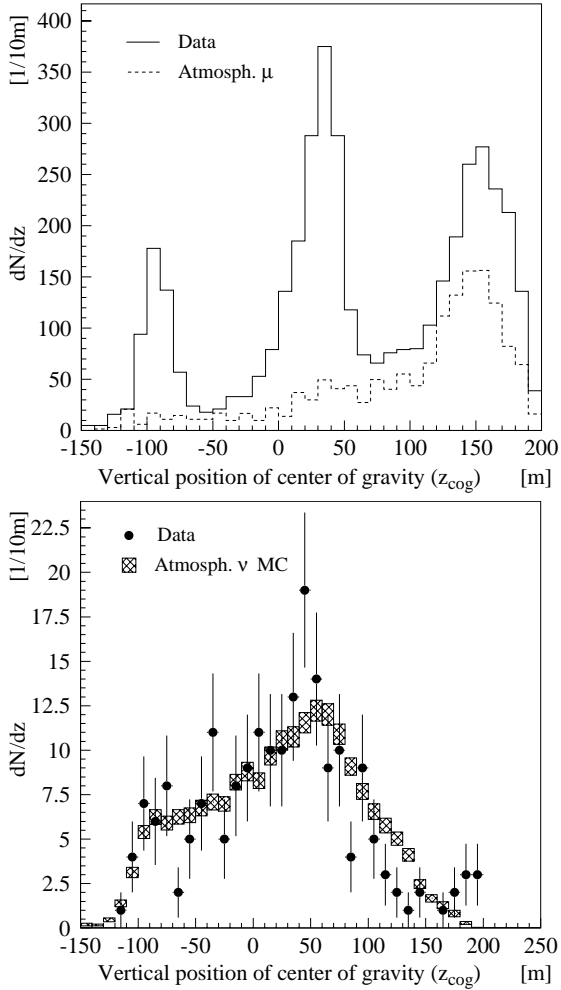 [1/10m]
dN/dz
400
350
300
250
200
150
100
50
0
Data
Atmosph. μ
-150 -100 -50 0 50 100 150 200
Vertical position of center of gravity (z_cog) [m]
[1/10m]
dN/dz
22.5
20
17.5
15
12.5
10
7.5
5
2.5
0
Data
Atmosph. ν MC
-150 -100 -50 0 50 100 150 200 250
Vertical position of center of gravity (z_cog) [m]